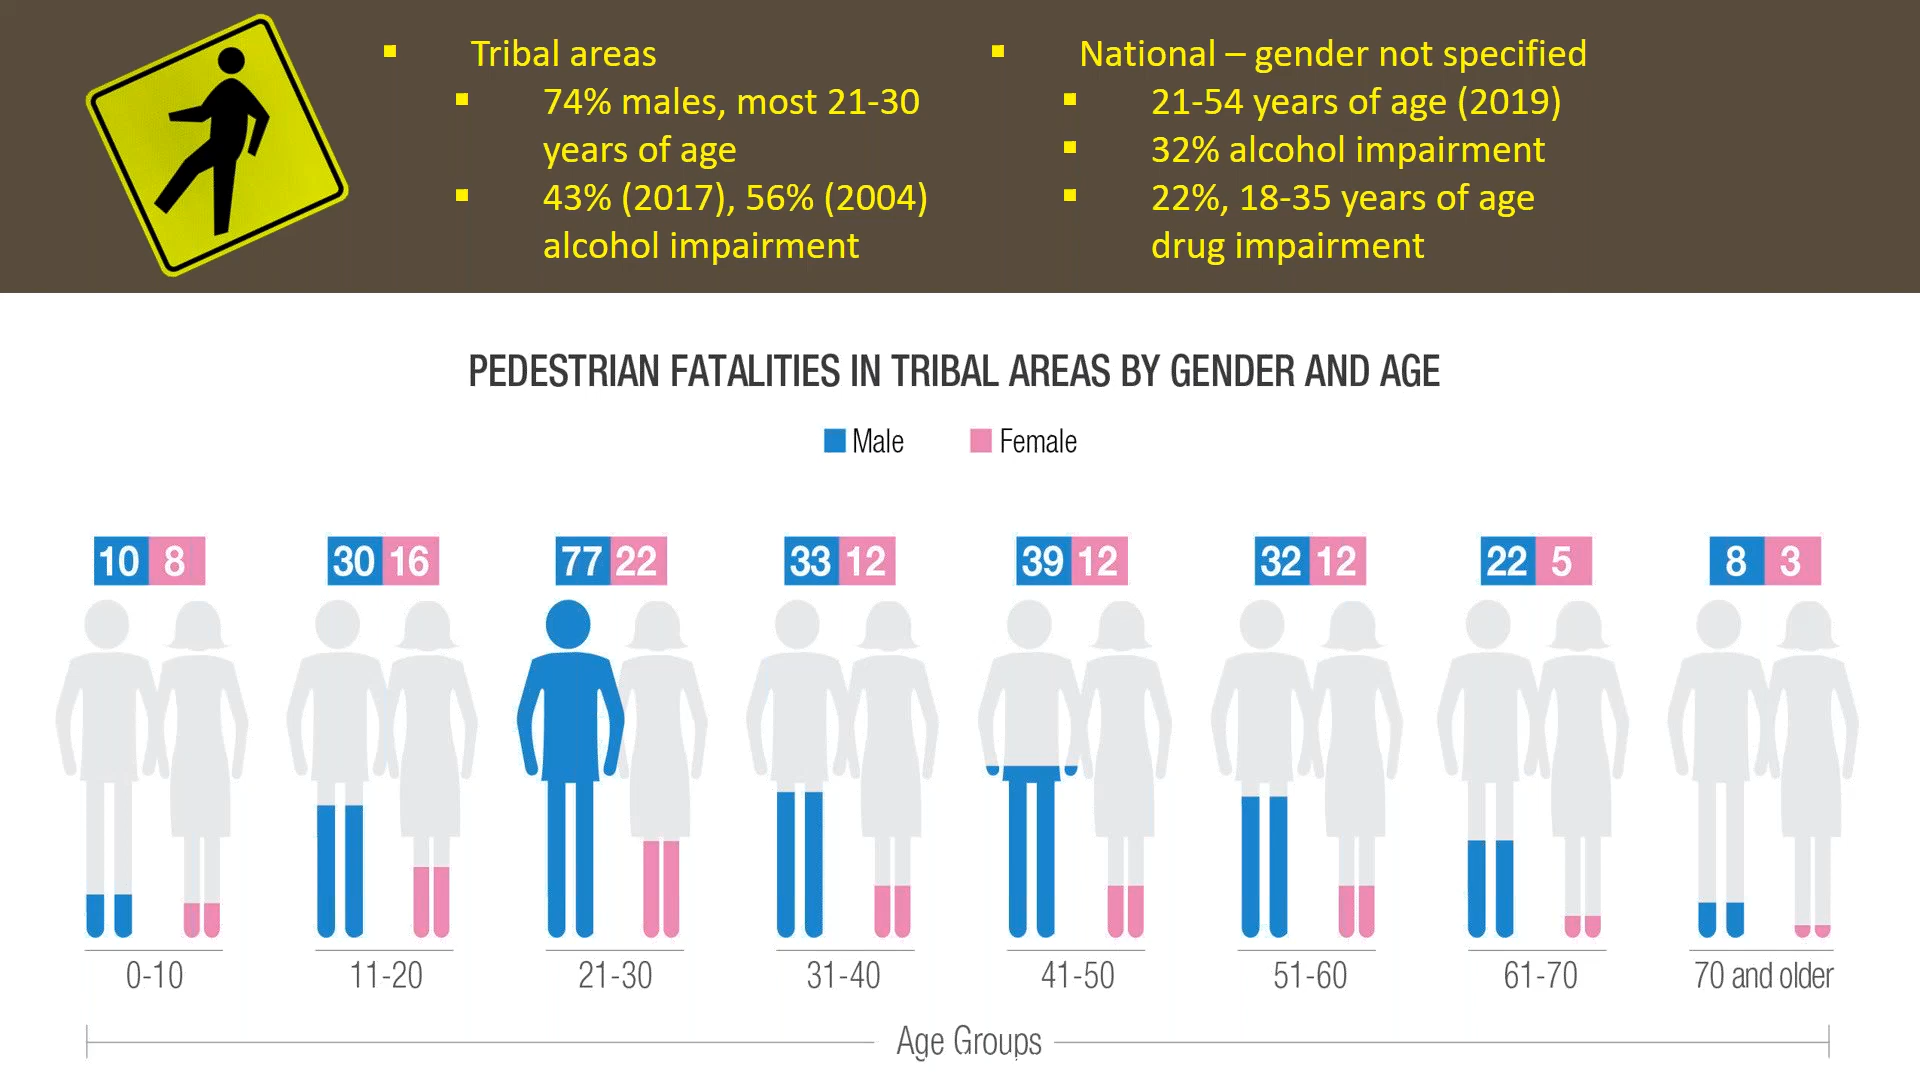 Tribal areas
74% males, most 21-30
years of age
43% (2017), 56% (2004)
alcohol impairment
National – gender not specified
21-54 years of age (2019)
32% alcohol impairment
22%, 18-35 years of age
drug impairment
PEDESTRIAN FATALITIES IN TRIBAL AREAS BY GENDER AND AGE
Male Female
10 8 30 16 77 22 33 12 39 12 32 12 22 5 8 3
0-10 11-20 21-30 31-40 41-50 51-60 61-70 70 and older
Age Groups